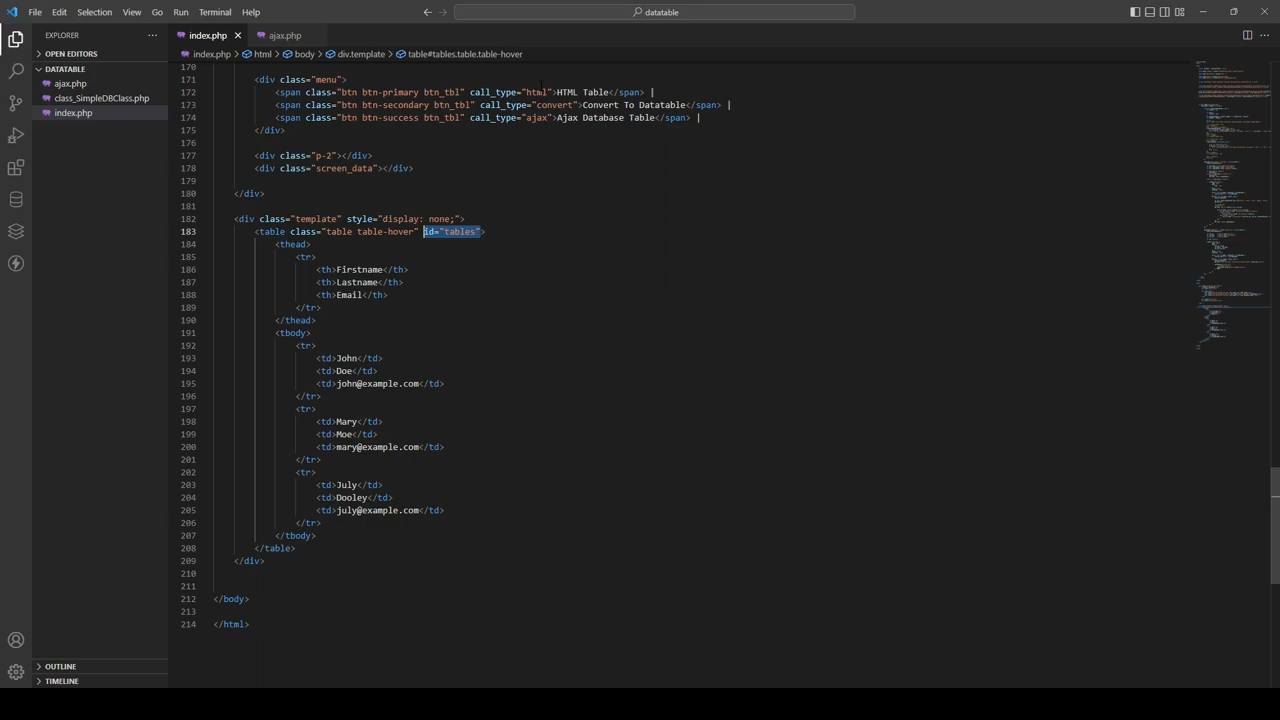 File Edit Selection View Go Run Terminal Help
datatable
EXPLORER
index.php
ajax.php
OPEN EDITORS
index.php > html > body > div.template > table#tables.table.table-hover
DATATABLE
ajax.php
class_SimpleDBClass.php
index.php
170
171 <div class="menu">
172 <span class="btn btn-primary btn_tbl" call_type="html">HTML Table</span> |
173 <span class="btn btn-secondary btn_tbl" call_type="convert">Convert To Datatable</span> |
174 <span class="btn btn-success btn_tbl" call_type="ajax">Ajax Database Table</span> |
175 </div>
176
177 <div class="p-2"></div>
178 <div class="screen_data"></div>
179
180 </div>
181
182 <div class="template" style="display: none;">
183 <table class="table table-hover" id="tables">
184 <thead>
185 <tr>
186 <th>Firstname</th>
187 <th>Lastname</th>
188 <th>Email</th>
189 </tr>
190 </thead>
191 <tbody>
192 <tr>
193 <td>John</td>
194 <td>Doe</td>
195 <td>john@example.com</td>
196 </tr>
197 <tr>
198 <td>Mary</td>
199 <td>Moe</td>
200 <td>mary@example.com</td>
201 </tr>
202 <tr>
203 <td>July</td>
204 <td>Dooley</td>
205 <td>july@example.com</td>
206 </tr>
207 </tbody>
208 </table>
209 </div>
210
211
212 </body>
213
214 </html>
OUTLINE
TIMELINE